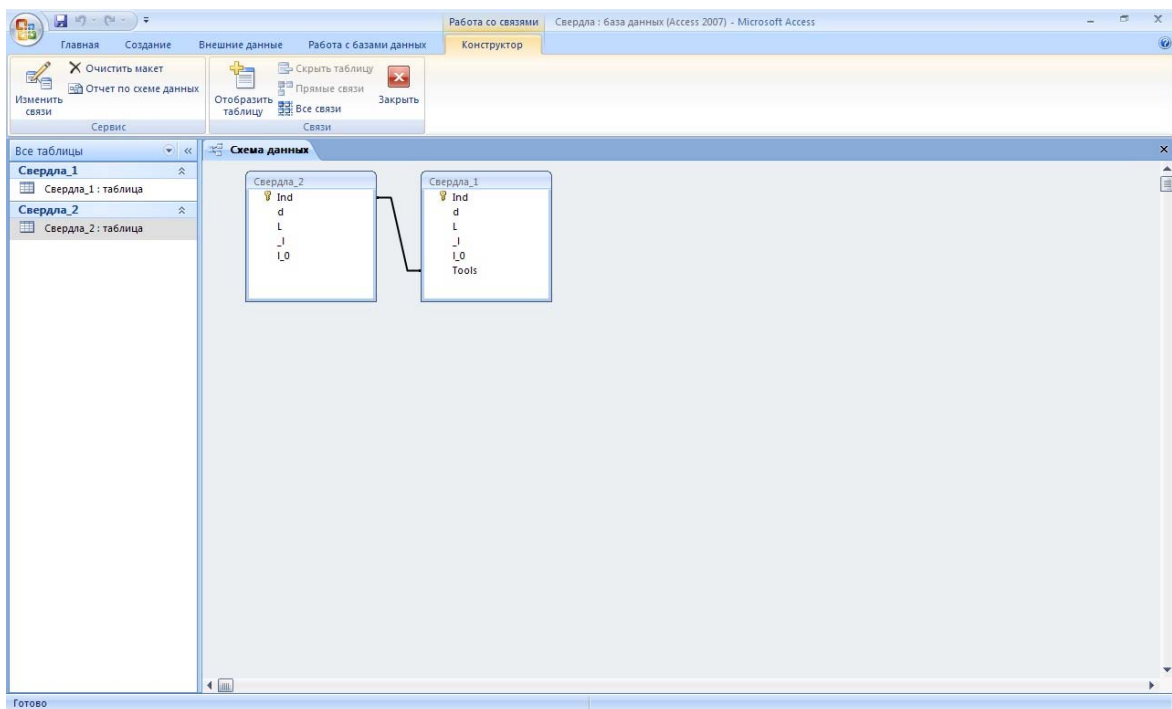 Работа со связями
Свердла : база данных (Access 2007) - Microsoft Access
Главная Создание Внешние данные Работа с базами данных Конструктор
Изменить связи
Очистить макет
Отчет по схеме данных
Сервис
Отобразить таблицу
Скрыть таблицу
Прямые связи
Все связи
Закрыть
Связи
Все таблицы
Свердла_1
Свердла_1 : таблица
Свердла_2
Свердла_2 : таблица
Схема данных
Свердла_2
Ind
d
L
_l
l_0
Свердла_1
Ind
d
L
_l
l_0
Tools
Готово